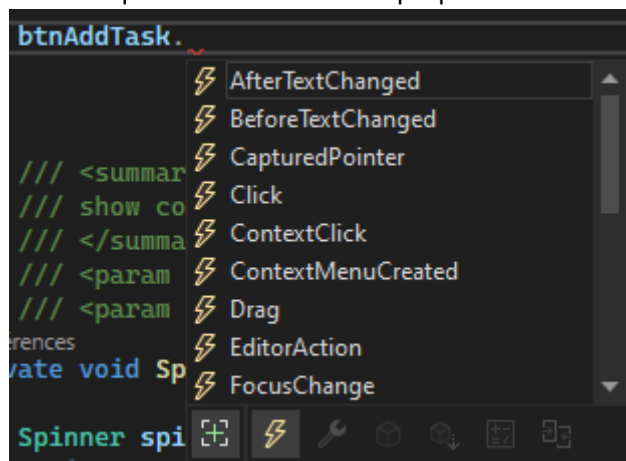 btnAddTask.
AfterTextChanged
BeforeTextChanged
CapturedPointer
/// <summar
Click
/// show co
ContextClick
/// </summa
ContextMenuCreated
/// <param
Drag
/// <param
EditorAction
erences
vate void Sp
FocusChange
Spinner spi